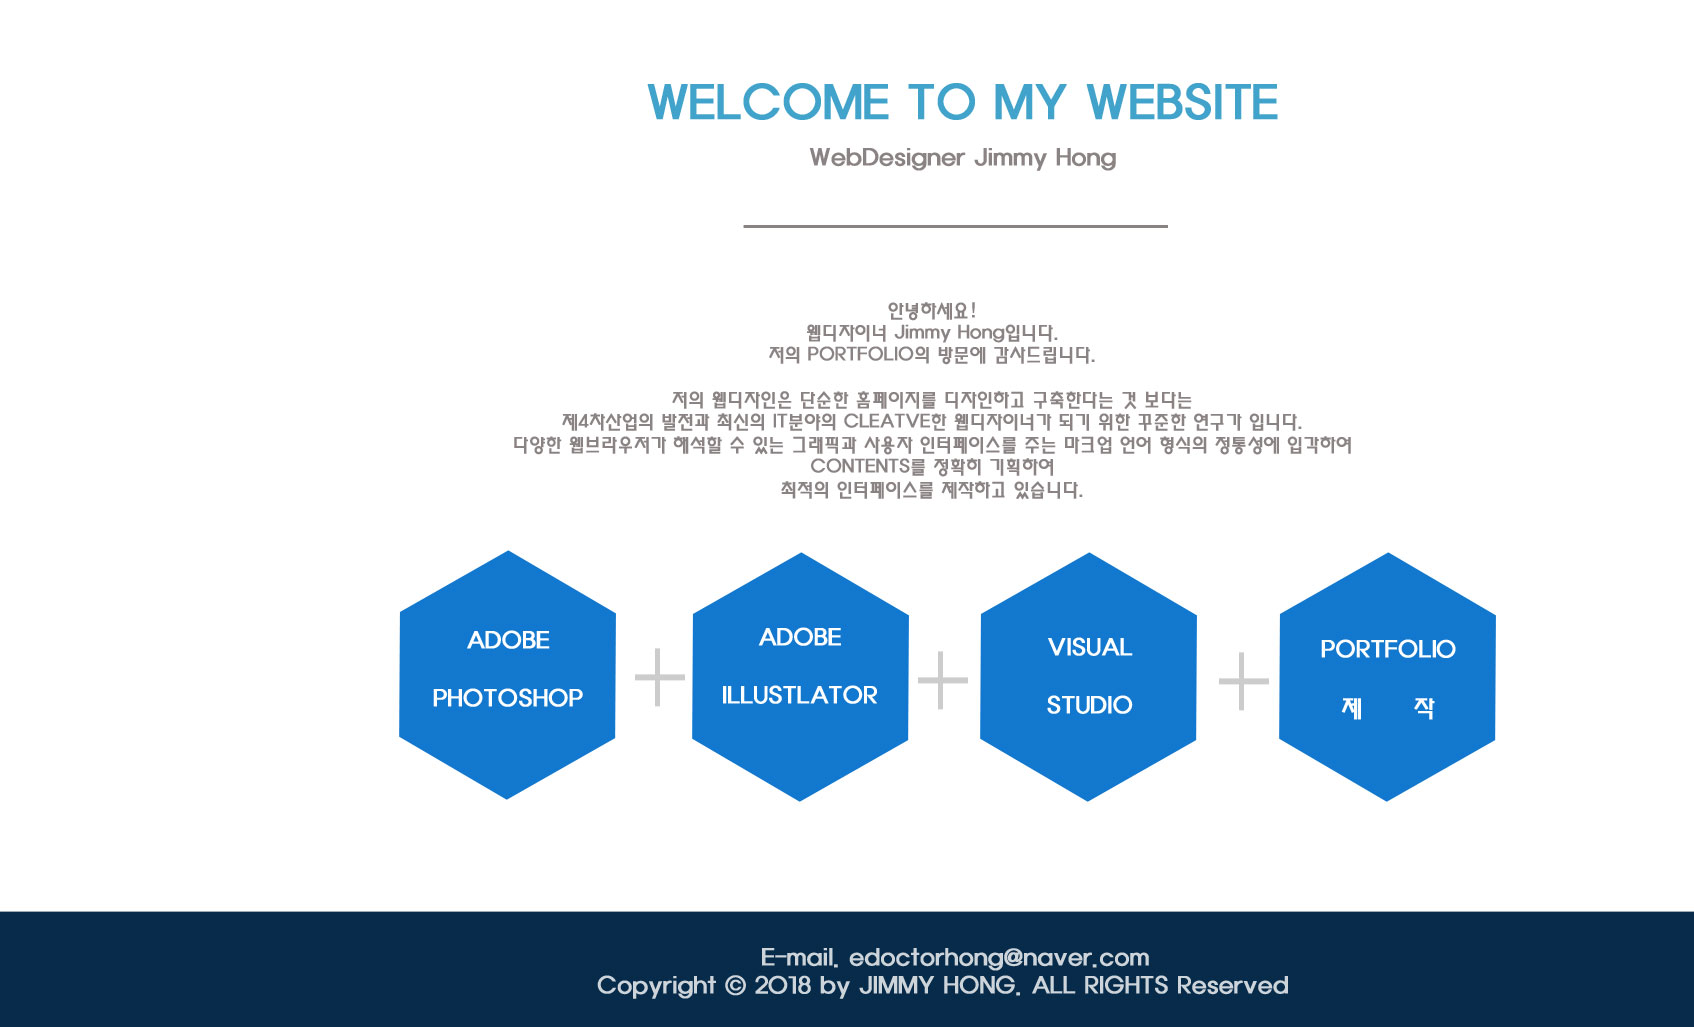 WELCOME TO MY WEBSITE
WebDesigner Jimmy Hong
안녕하세요!
웹디자이너 Jimmy Hong입니다.
저의 PORTFOLIO의 방문에 감사드립니다.
저의 웹디자인은 단순한 홈페이지를 디자인하고 구축한다는 것 보다는
제4차산업의 발전과 최신의 IT분야의 CLEATVE한 웹디자이너가 되기 위한 꾸준한 연구가 입니다.
다양한 웹브라우저가 해석할 수 있는 그래픽과 사용자 인터페이스를 주는 마크업 언어 형식의 정통성에 입각하여
CONTENTS를 정확히 기획하여
최적의 인터페이스를 제작하고 있습니다.
ADOBE
PHOTOSHOP
ADOBE
ILLUSTLATOR
VISUAL
STUDIO
PORTFOLIO
제 작
E-mail. edoctorhong@naver.com
Copyright © 2018 by JIMMY HONG. ALL RIGHTS Reserved